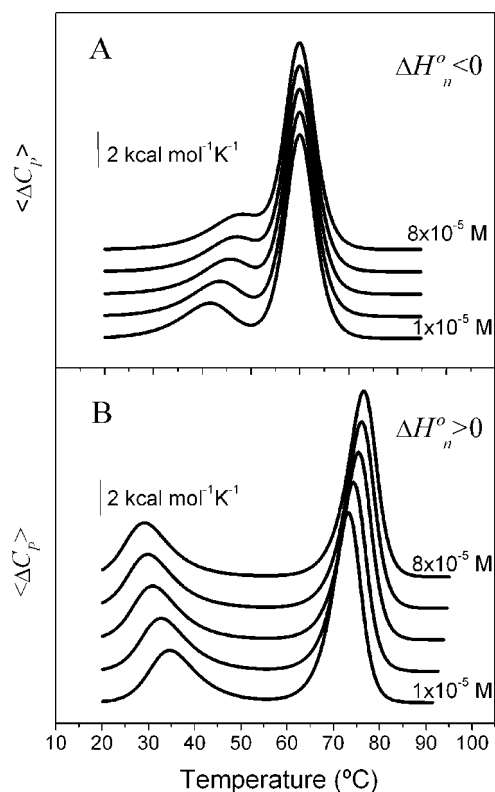 A
ΔH°ₙ<0
2 kcal mol⁻¹K⁻¹
<ΔCₚ>
8x10⁻⁵ M
1x10⁻⁵ M
B
ΔH°ₙ>0
2 kcal mol⁻¹K⁻¹
<ΔCₚ>
8x10⁻⁵ M
1x10⁻⁵ M
10 20 30 40 50 60 70 80 90 100
Temperature (ºC)